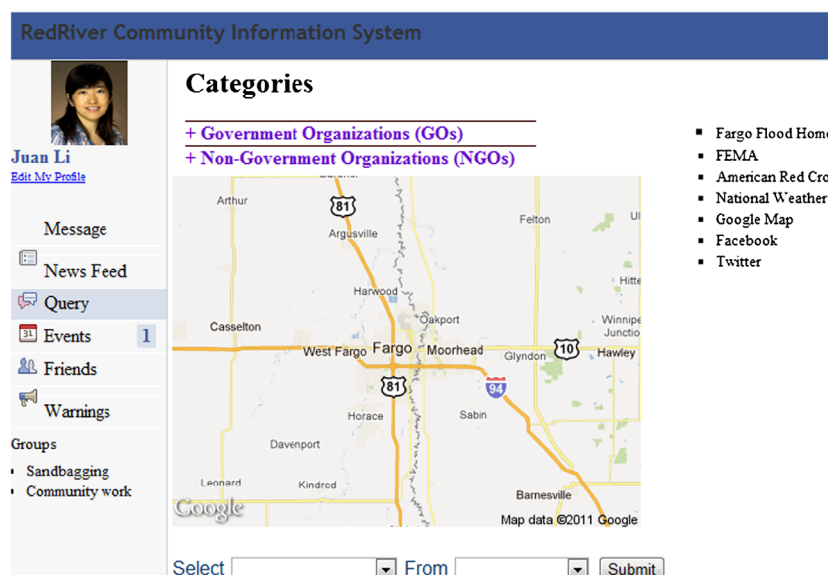 RedRiver Community Information System
Juan Li
Edit My Profile
Message
News Feed
Query
31
Events 1
Friends
Warnings
Groups
Sandbagging
Community work
Categories
+ Government Organizations (GOs)
+ Non-Government Organizations (NGOs)
Arthur
81
Felton
Argusville
Harwood
Casselton
Oakport
West Fargo
Fargo
Moorhead
Glyndon
10
Hawley
81
94
Horace
Sabin
Davenport
Leonard
Kindred
Barnesville
Google
Map data ©2011 Google
Select
From
Submit
Fargo Flood Home
FEMA
American Red Cro
National Weather
Google Map
Facebook
Twitter